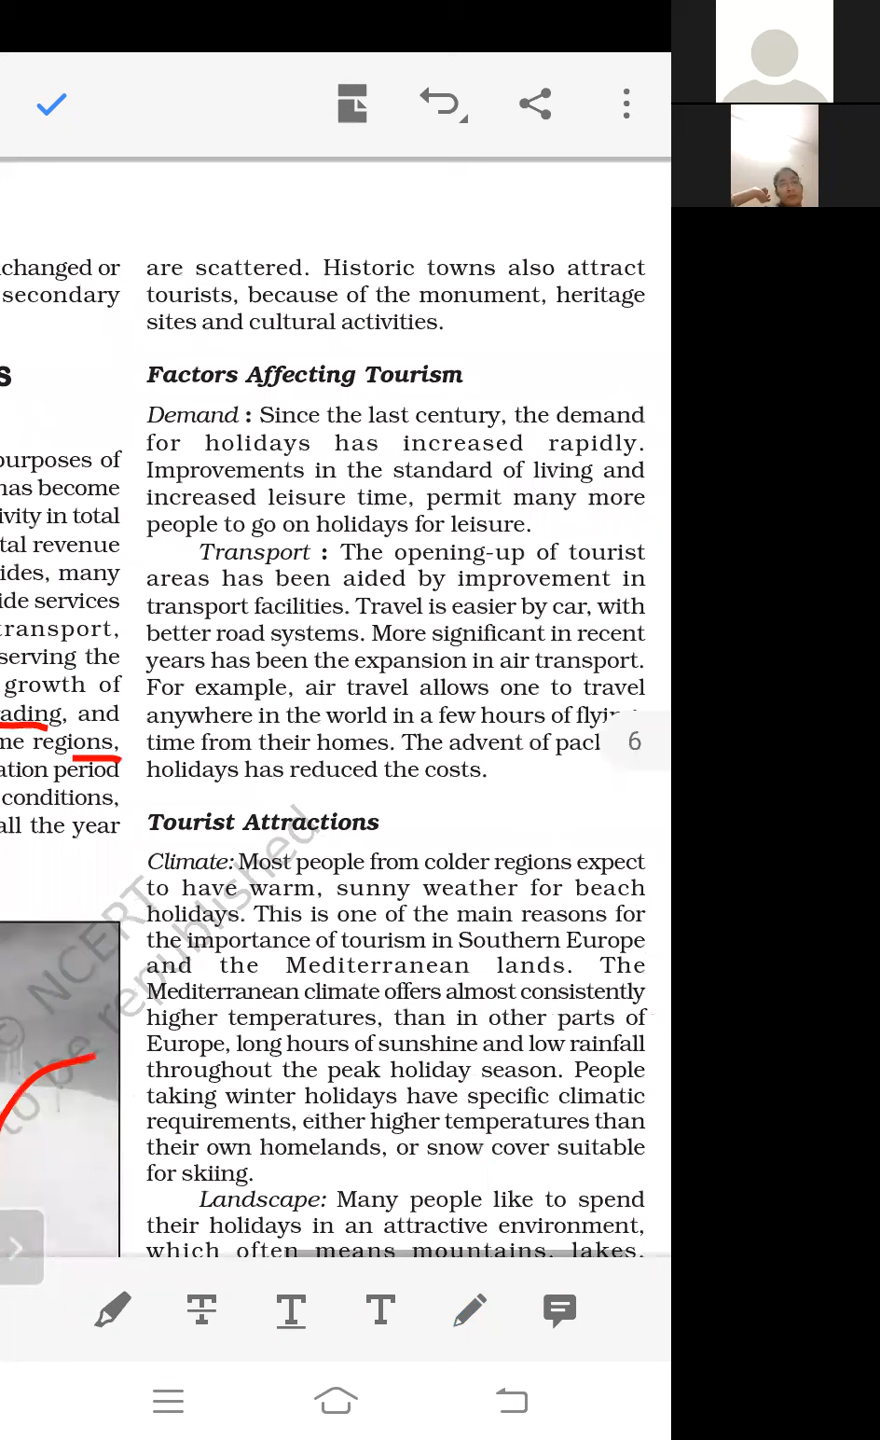 changed or
secondary
s
purposes of
has become
ivity in total
tal revenue
ides, many
ide services
transport,
serving the
growth of
ading, and
me regions,
ation period
conditions,
all the year
are scattered. Historic towns also attract
tourists, because of the monument, heritage
sites and cultural activities.
Factors Affecting Tourism
Demand : Since the last century, the demand
for holidays has increased rapidly.
Improvements in the standard of living and
increased leisure time, permit many more
people to go on holidays for leisure.
Transport : The opening-up of tourist
areas has been aided by improvement in
transport facilities. Travel is easier by car, with
better road systems. More significant in recent
years has been the expansion in air transport.
For example, air travel allows one to travel
anywhere in the world in a few hours of flying
time from their homes. The advent of pac
holidays has reduced the costs.
6
Tourist Attractions
Climate: Most people from colder regions expect
to have warm, sunny weather for beach
holidays. This is one of the main reasons for
the importance of tourism in Southern Europe
and the Mediterranean lands. The
Mediterranean climate offers almost consistently
higher temperatures, than in other parts of
Europe, long hours of sunshine and low rainfall
throughout the peak holiday season. People
taking winter holidays have specific climatic
requirements, either higher temperatures than
their own homelands, or snow cover suitable
for skiing.
Landscape: Many people like to spend
their holidays in an attractive environment,
which often means mountains, lakes,
© NCERT
to be republished